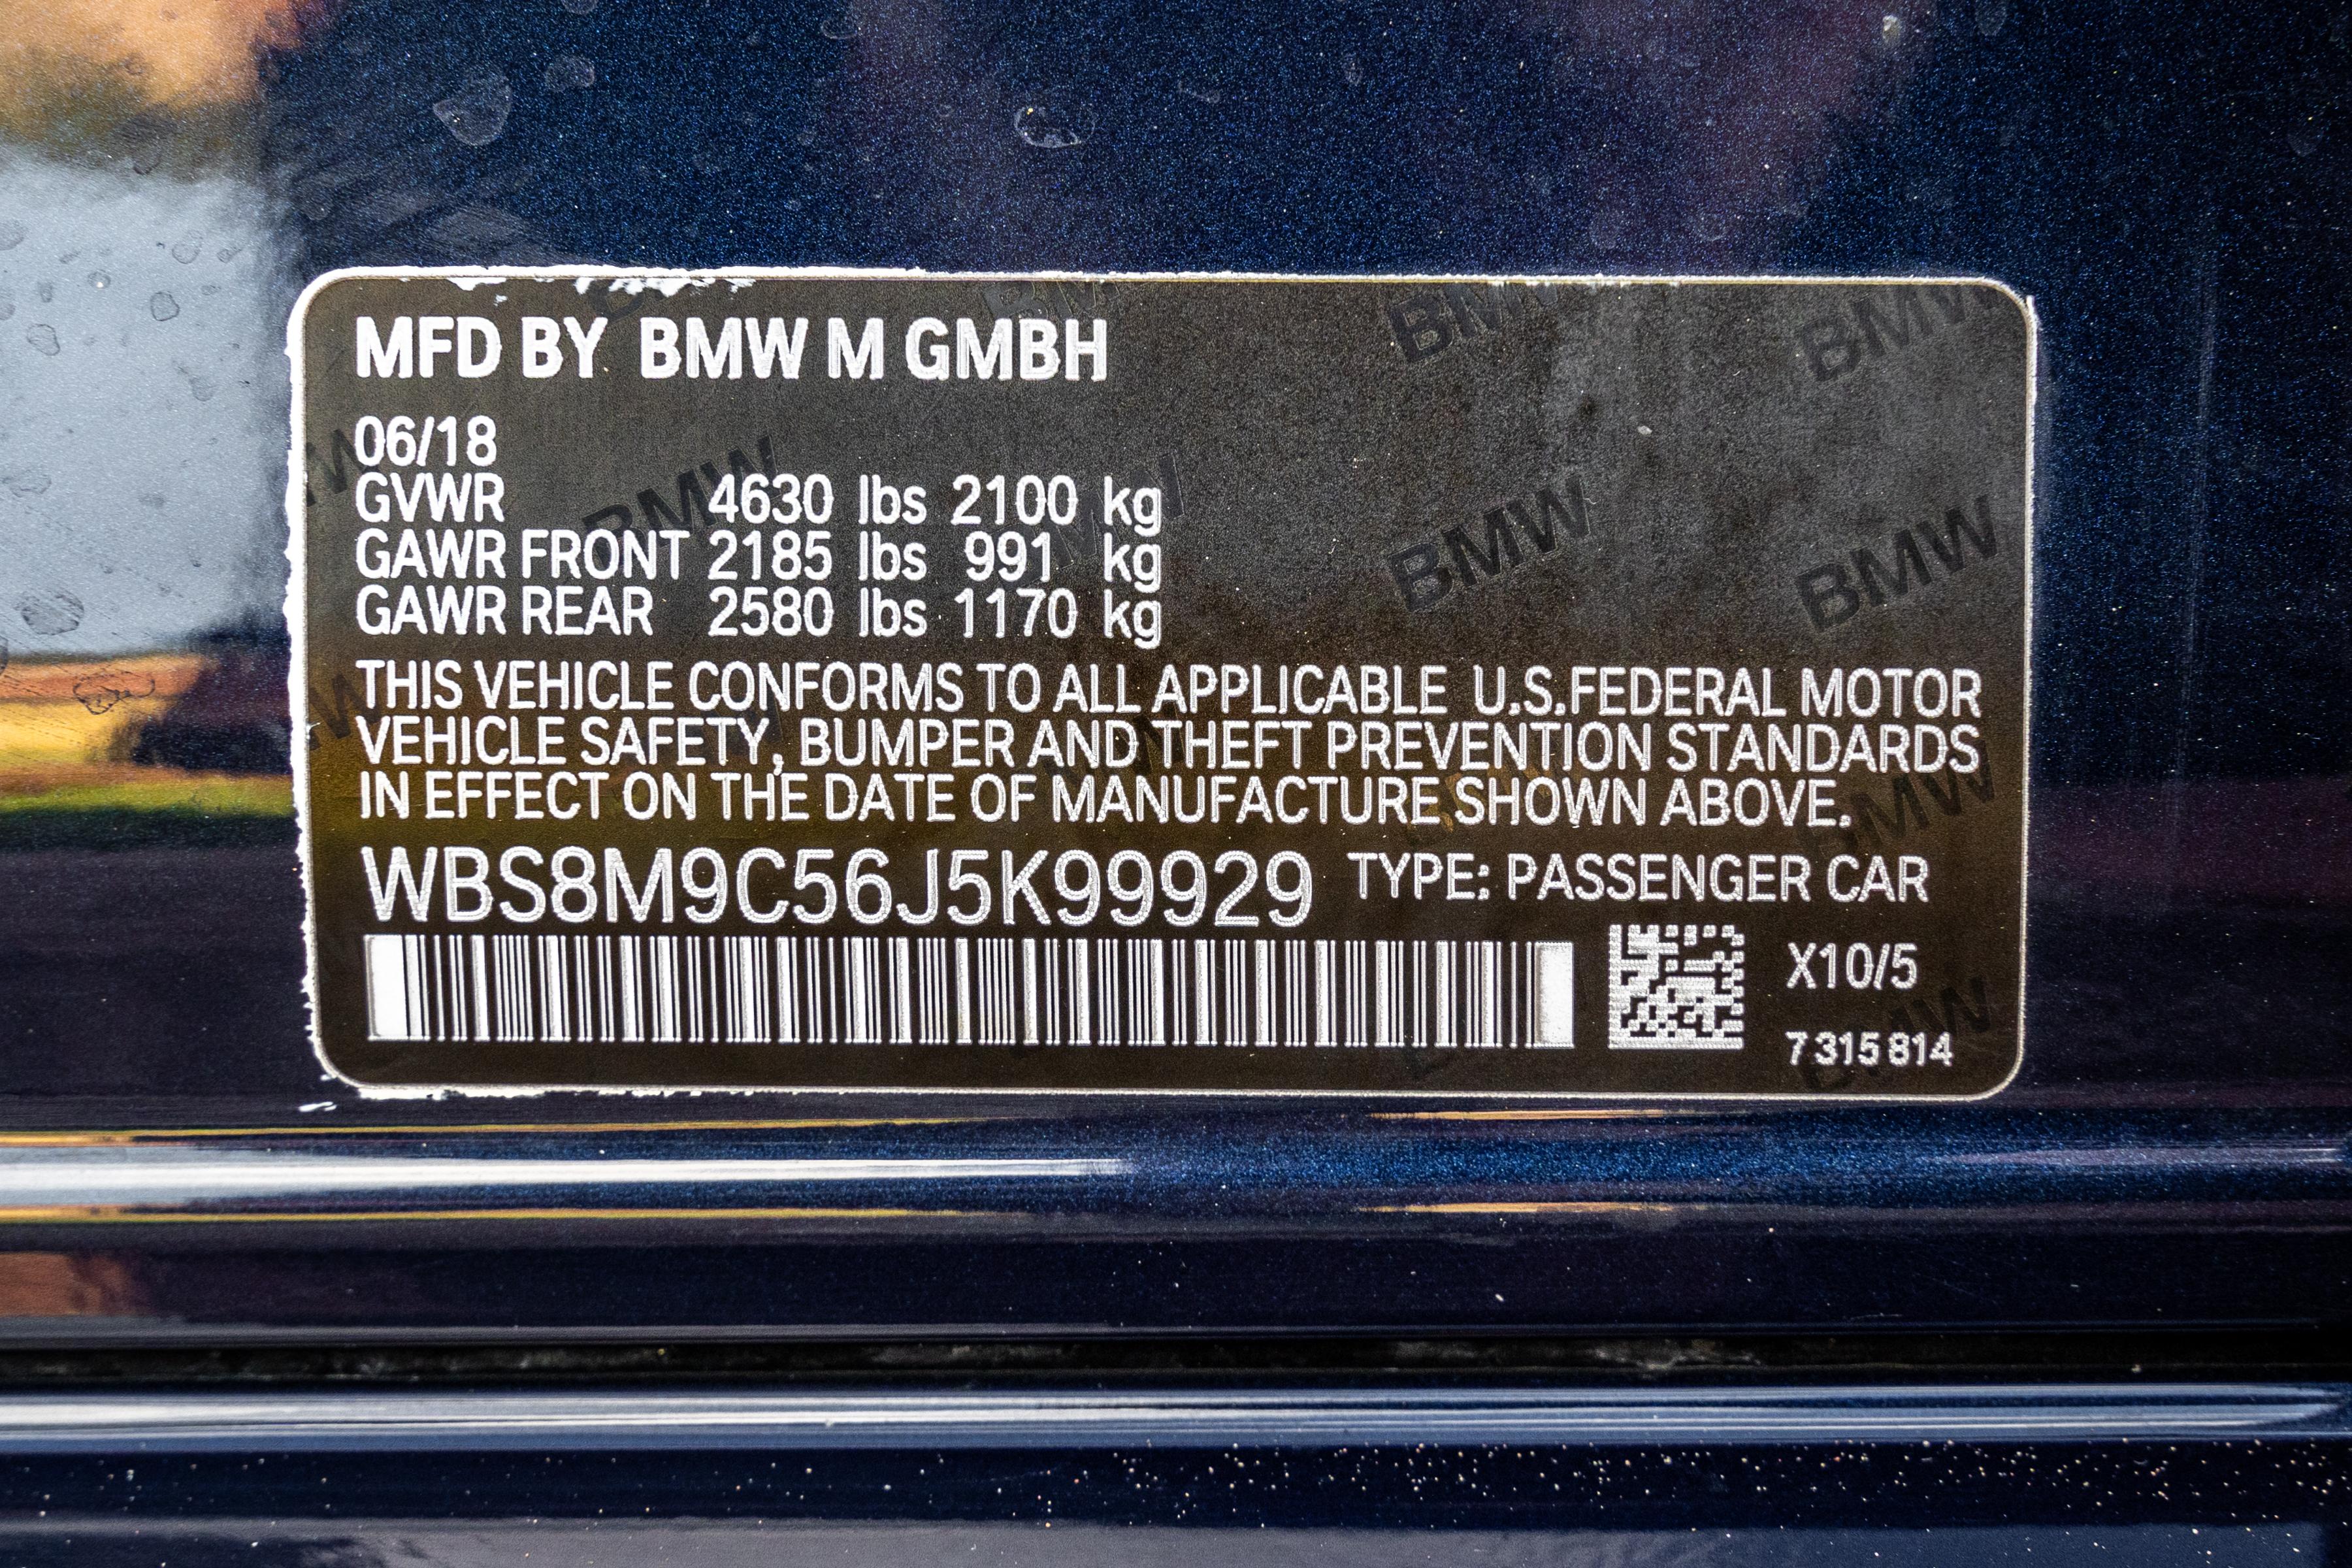 MFD BY BMW M GMBH
06/18
GVWR 4630 lbs 2100 kg
GAWR FRONT 2185 lbs 991 kg
GAWR REAR 2580 lbs 1170 kg
THIS VEHICLE CONFORMS TO ALL APPLICABLE U.S.FEDERAL MOTOR
VEHICLE SAFETY, BUMPER AND THEFT PREVENTION STANDARDS
IN EFFECT ON THE DATE OF MANUFACTURE SHOWN ABOVE.
WBS8M9C56J5K99929 TYPE: PASSENGER CAR
X10/5
7 315 814